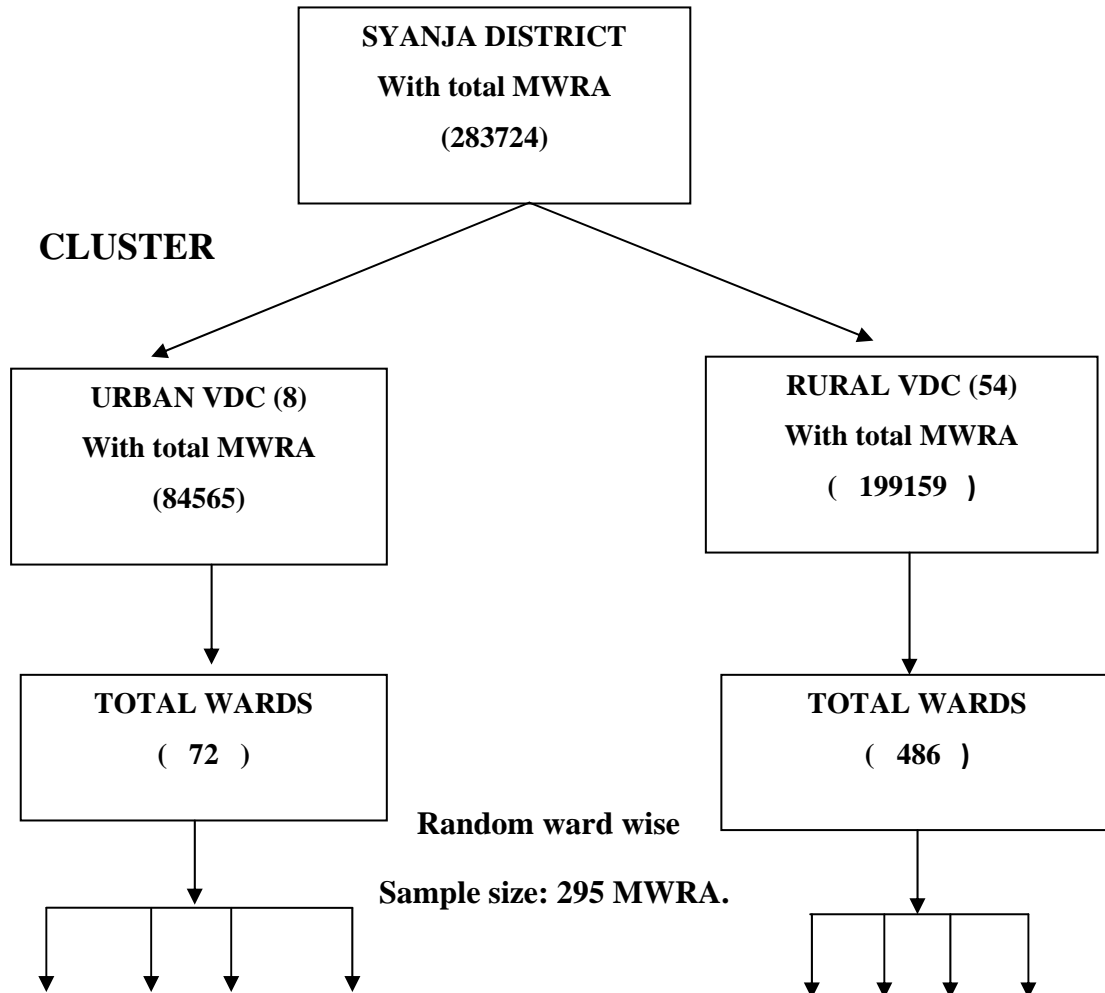 SYANJA DISTRICT
With total MWRA
(283724)
CLUSTER
URBAN VDC (8)
With total MWRA
(84565)
RURAL VDC (54)
With total MWRA
( 199159 )
TOTAL WARDS
( 72 )
TOTAL WARDS
( 486 )
Random ward wise
Sample size: 295 MWRA.